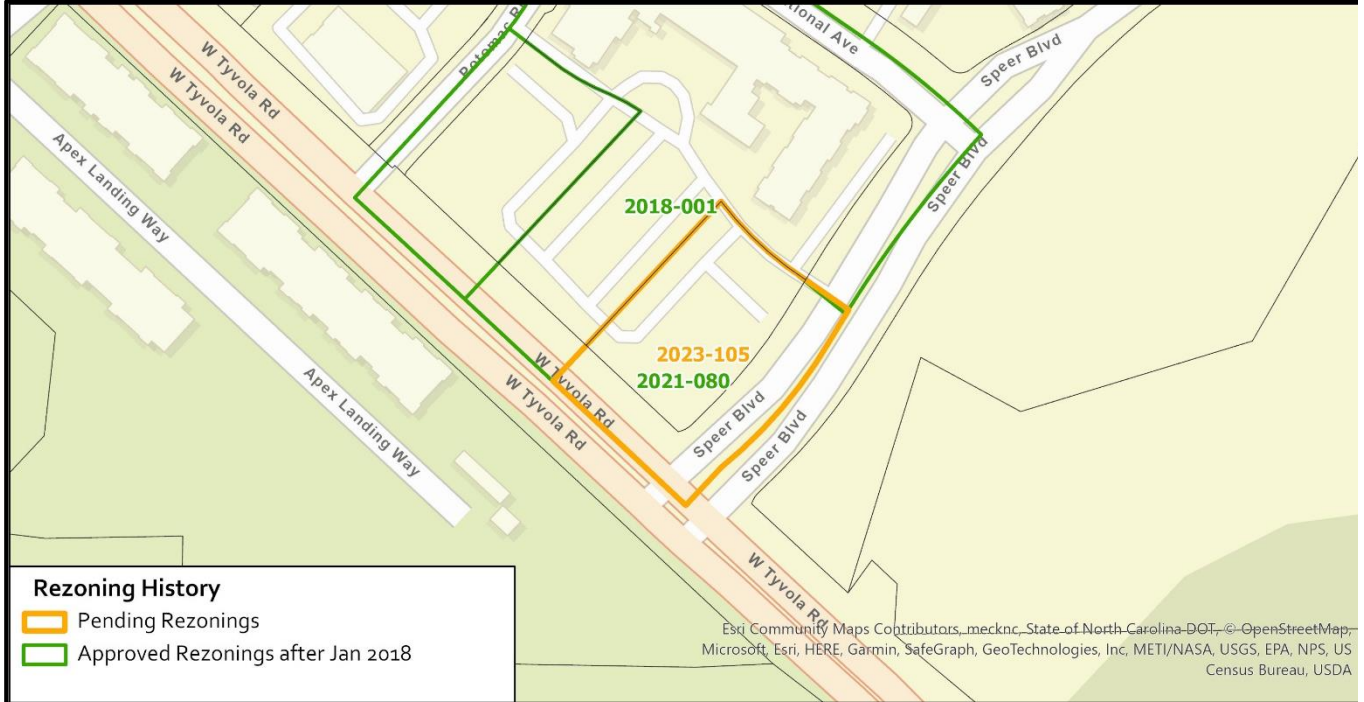 W Tyvola Rd
W Tyvola Rd
Potomac R
tional Ave
Speer Blvd
Speer Blvd
Apex Landing Way
2018-001
2023-105
2021-080
W Tyvola Rd
W Tyvola Rd
Apex Landing Way
Speer Blvd
Speer Blvd
W Tyvola Rd
Rezoning History
Pending Rezonings
Approved Rezonings after Jan 2018
Esri Community Maps Contributors, mecknc, State of North Carolina DOT, © OpenStreetMap,
Microsoft, Esri, HERE, Garmin, SafeGraph, GeoTechnologies, Inc, METI/NASA, USGS, EPA, NPS, US
Census Bureau, USDA